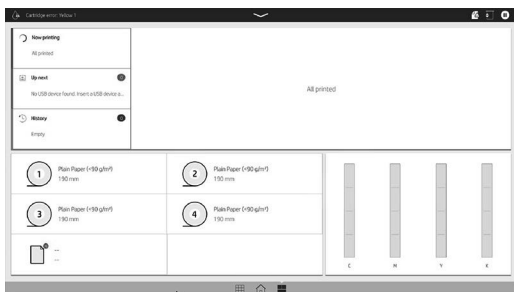 Cartridge error: Yellow 1
Now printing
All printed
Up next
No USB device found. Insert a USB device a...
History
Empty
All printed
1
Plain Paper (<90 g/m²)
190 mm
2
Plain Paper (<90 g/m²)
190 mm
3
Plain Paper (<90 g/m²)
190 mm
4
Plain Paper (<90 g/m²)
190 mm
--
--
C
M
Y
K